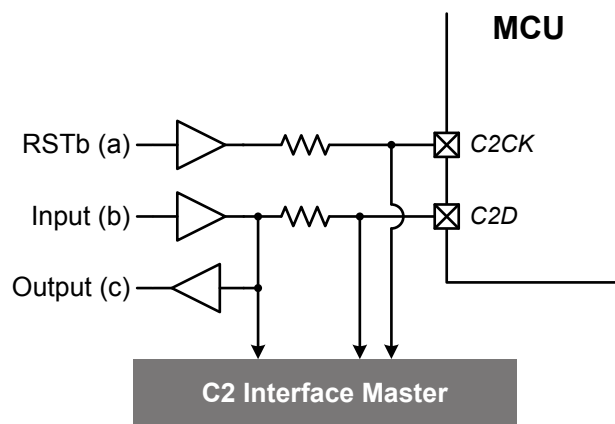 MCU
RSTb (a)
C2CK
Input (b)
C2D
Output (c)
C2 Interface Master